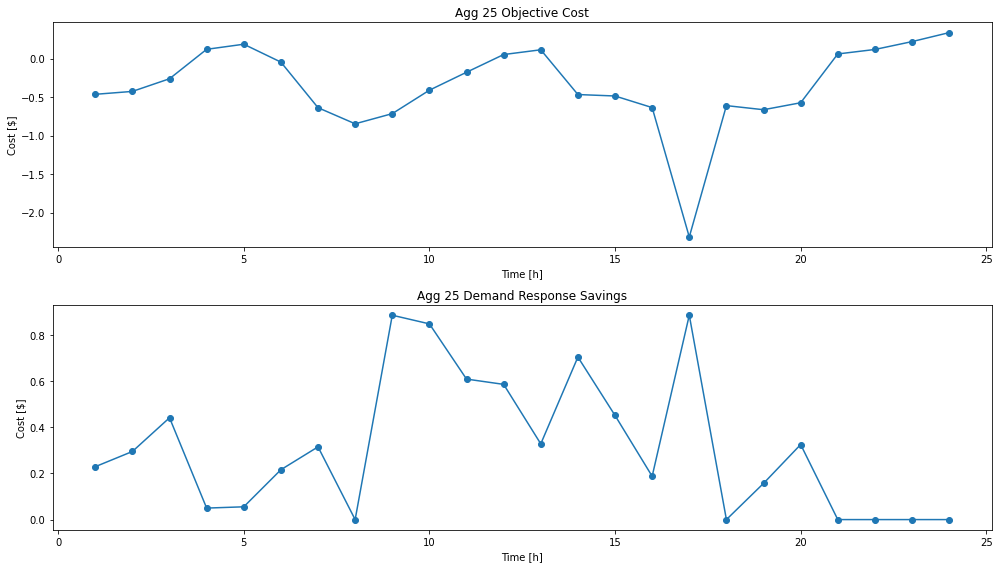 Agg 25 Objective Cost
0.0
−0.5
−1.0
−1.5
−2.0
Cost [$]
0 5 10 15 20 25
Time [h]
Agg 25 Demand Response Savings
0.8
0.6
0.4
0.2
0.0
Cost [$]
0 5 10 15 20 25
Time [h]